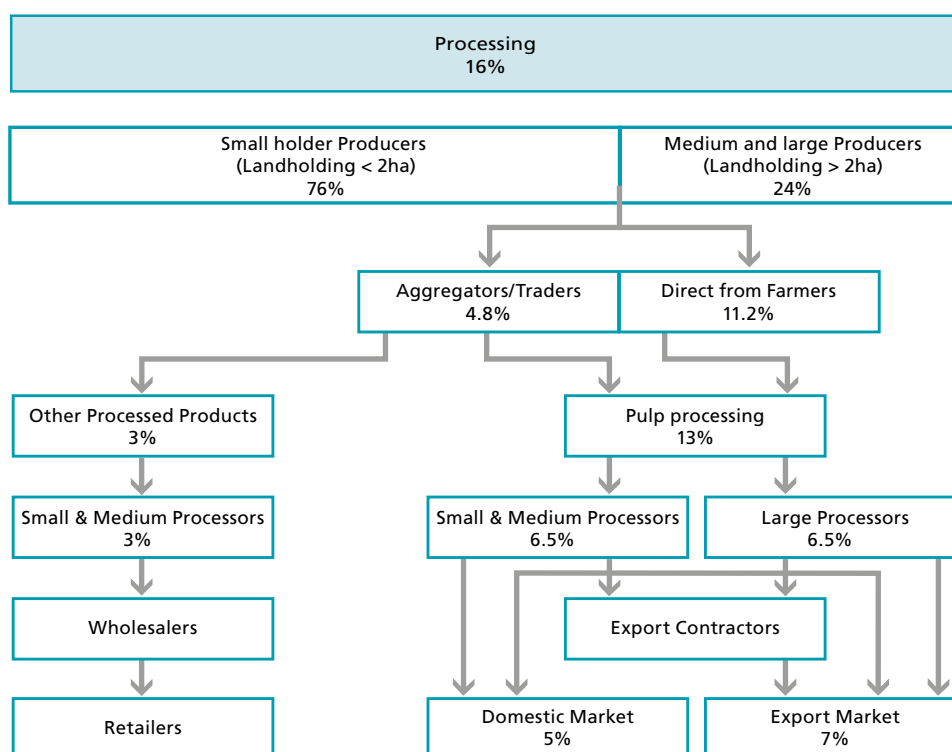 Processing
16%
Small holder Producers
(Landholding < 2ha)
76%
Medium and large Producers
(Landholding > 2ha)
24%
Aggregators/Traders
4.8%
Direct from Farmers
11.2%
Other Processed Products
3%
Pulp processing
13%
Small & Medium Processors
3%
Small & Medium Processors
6.5%
Large Processors
6.5%
Wholesalers
Export Contractors
Retailers
Domestic Market
5%
Export Market
7%